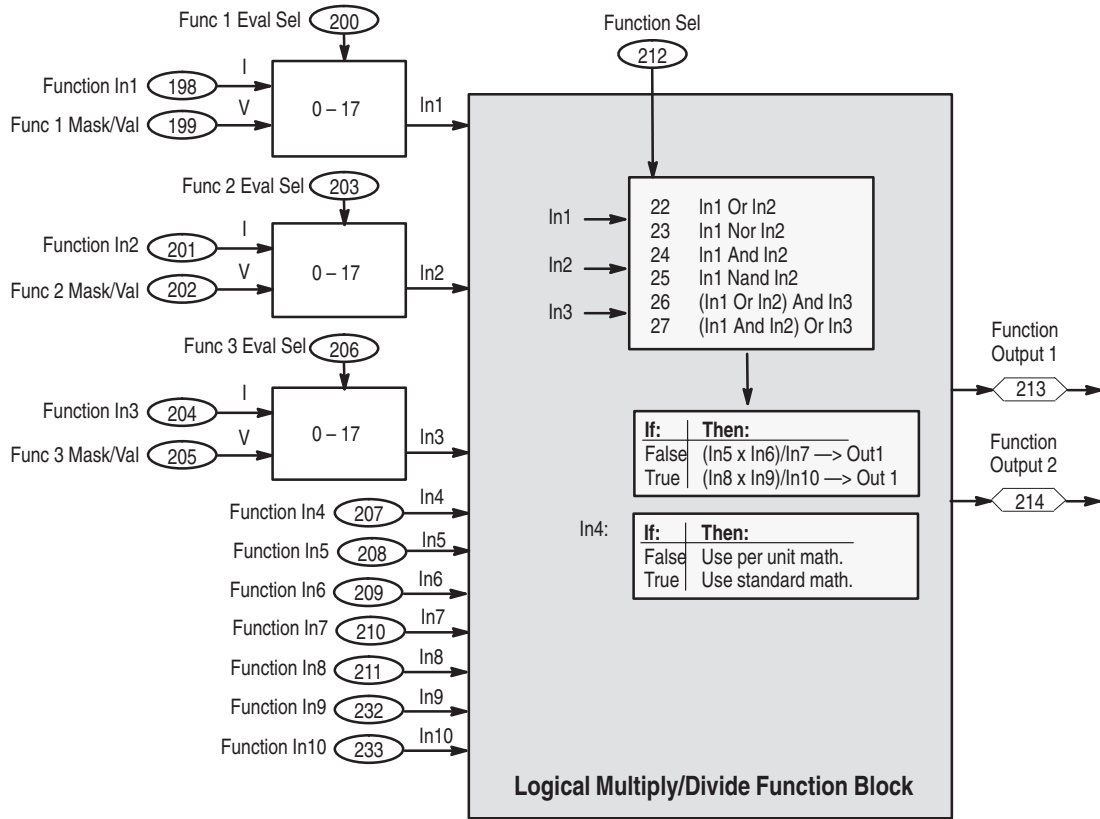 Func 1 Eval Sel 200
Function Sel
212
Function In1 198 I
Func 1 Mask/Val 199 V
0 – 17
In1
Func 2 Eval Sel 203
Function In2 201 I
Func 2 Mask/Val 202 V
0 – 17
In2
Func 3 Eval Sel 206
Function In3 204 I
Func 3 Mask/Val 205 V
0 – 17
In3
In1
In2
In3
22 In1 Or In2
23 In1 Nor In2
24 In1 And In2
25 In1 Nand In2
26 (In1 Or In2) And In3
27 (In1 And In2) Or In3
If: Then:
False (In5 x In6)/In7 —> Out1
True (In8 x In9)/In10 —> Out 1
In4:
If: Then:
False Use per unit math.
True Use standard math.
Function
Output 1
213
Function
Output 2
214
Function In4 207 In4
Function In5 208 In5
Function In6 209 In6
Function In7 210 In7
Function In8 211 In8
Function In9 232 In9
Function In10 233 In10
Logical Multiply/Divide Function Block